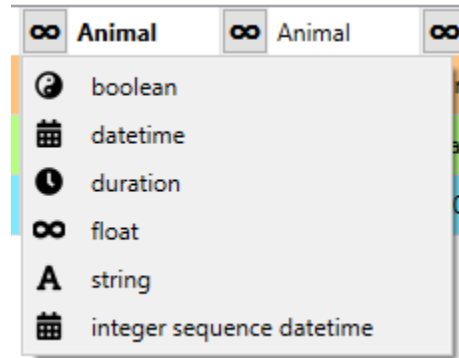 Animal Animal
boolean
datetime
duration
float
A string
integer sequence datetime